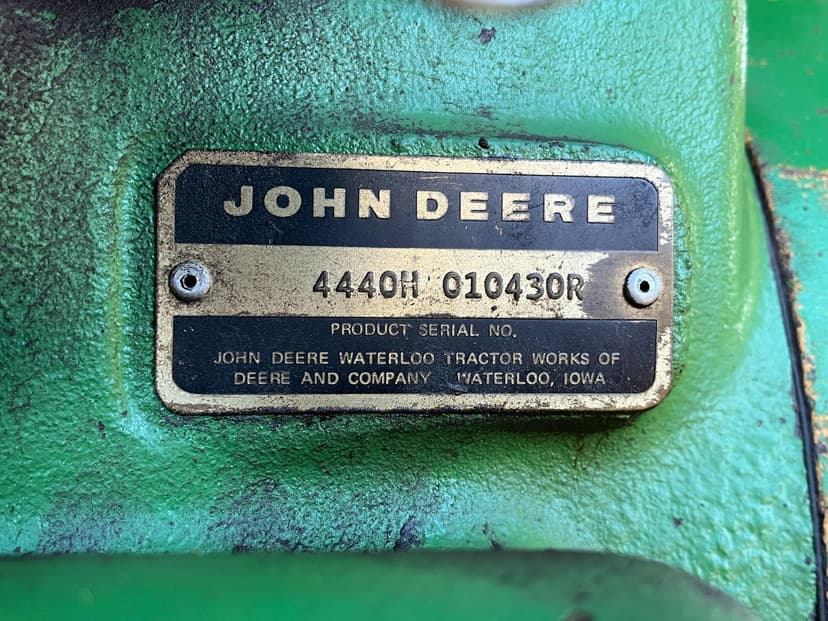 JOHN DEERE
4440H 010430R
PRODUCT SERIAL NO.
JOHN DEERE WATERLOO TRACTOR WORKS OF
DEERE AND COMPANY WATERLOO, IOWA